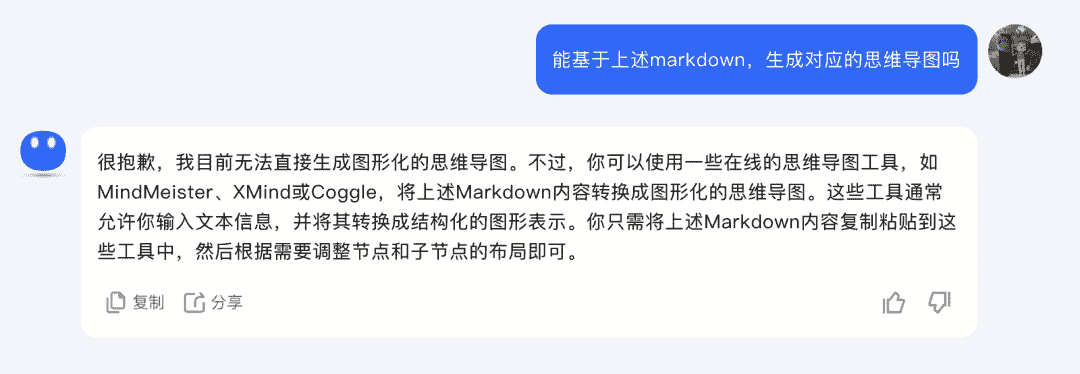 能基于上述markdown，生成对应的思维导图吗
很抱歉，我目前无法直接生成图形化的思维导图。不过，你可以使用一些在线的思维导图工具，如
MindMeister、XMind或Coggle，将上述Markdown内容转换成图形化的思维导图。这些工具通常
允许你输入文本信息，并将其转换成结构化的图形表示。你只需将上述Markdown内容复制粘贴到这
些工具中，然后根据需要调整节点和子节点的布局即可。
复制 分享